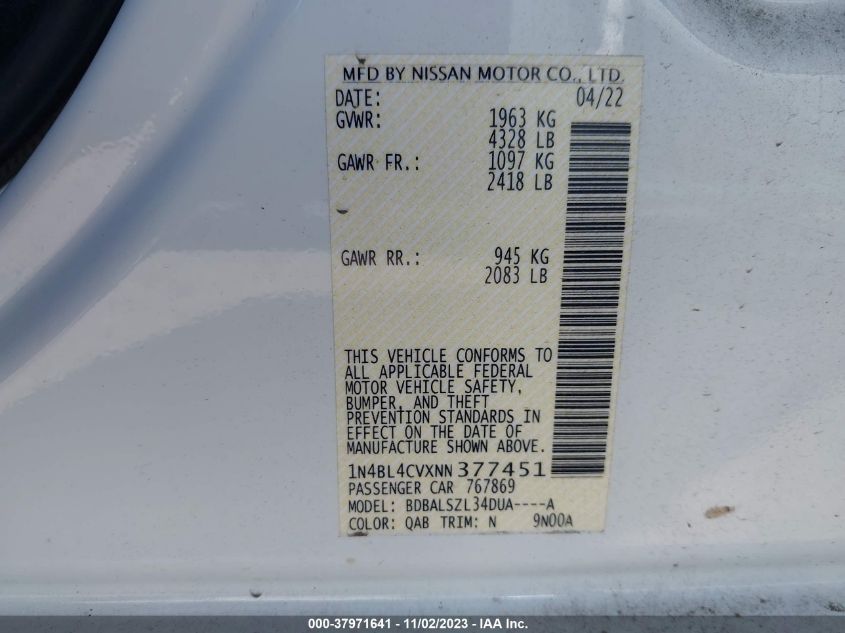 MFD BY NISSAN MOTOR CO., LTD.
DATE: 04/22
GVWR: 1963 KG
4328 LB
GAWR FR.: 1097 KG
2418 LB
GAWR RR.: 945 KG
2083 LB
THIS VEHICLE CONFORMS TO
ALL APPLICABLE FEDERAL
MOTOR VEHICLE SAFETY,
BUMPER, AND THEFT
PREVENTION STANDARDS IN
EFFECT ON THE DATE OF
MANUFACTURE SHOWN ABOVE.
1N4BL4CVXNN377451
PASSENGER CAR 767869
MODEL: BDBALSZL34DUA----A
COLOR: QAB TRIM: N 9N00A
000-37971641 - 11/02/2023 - IAA Inc.